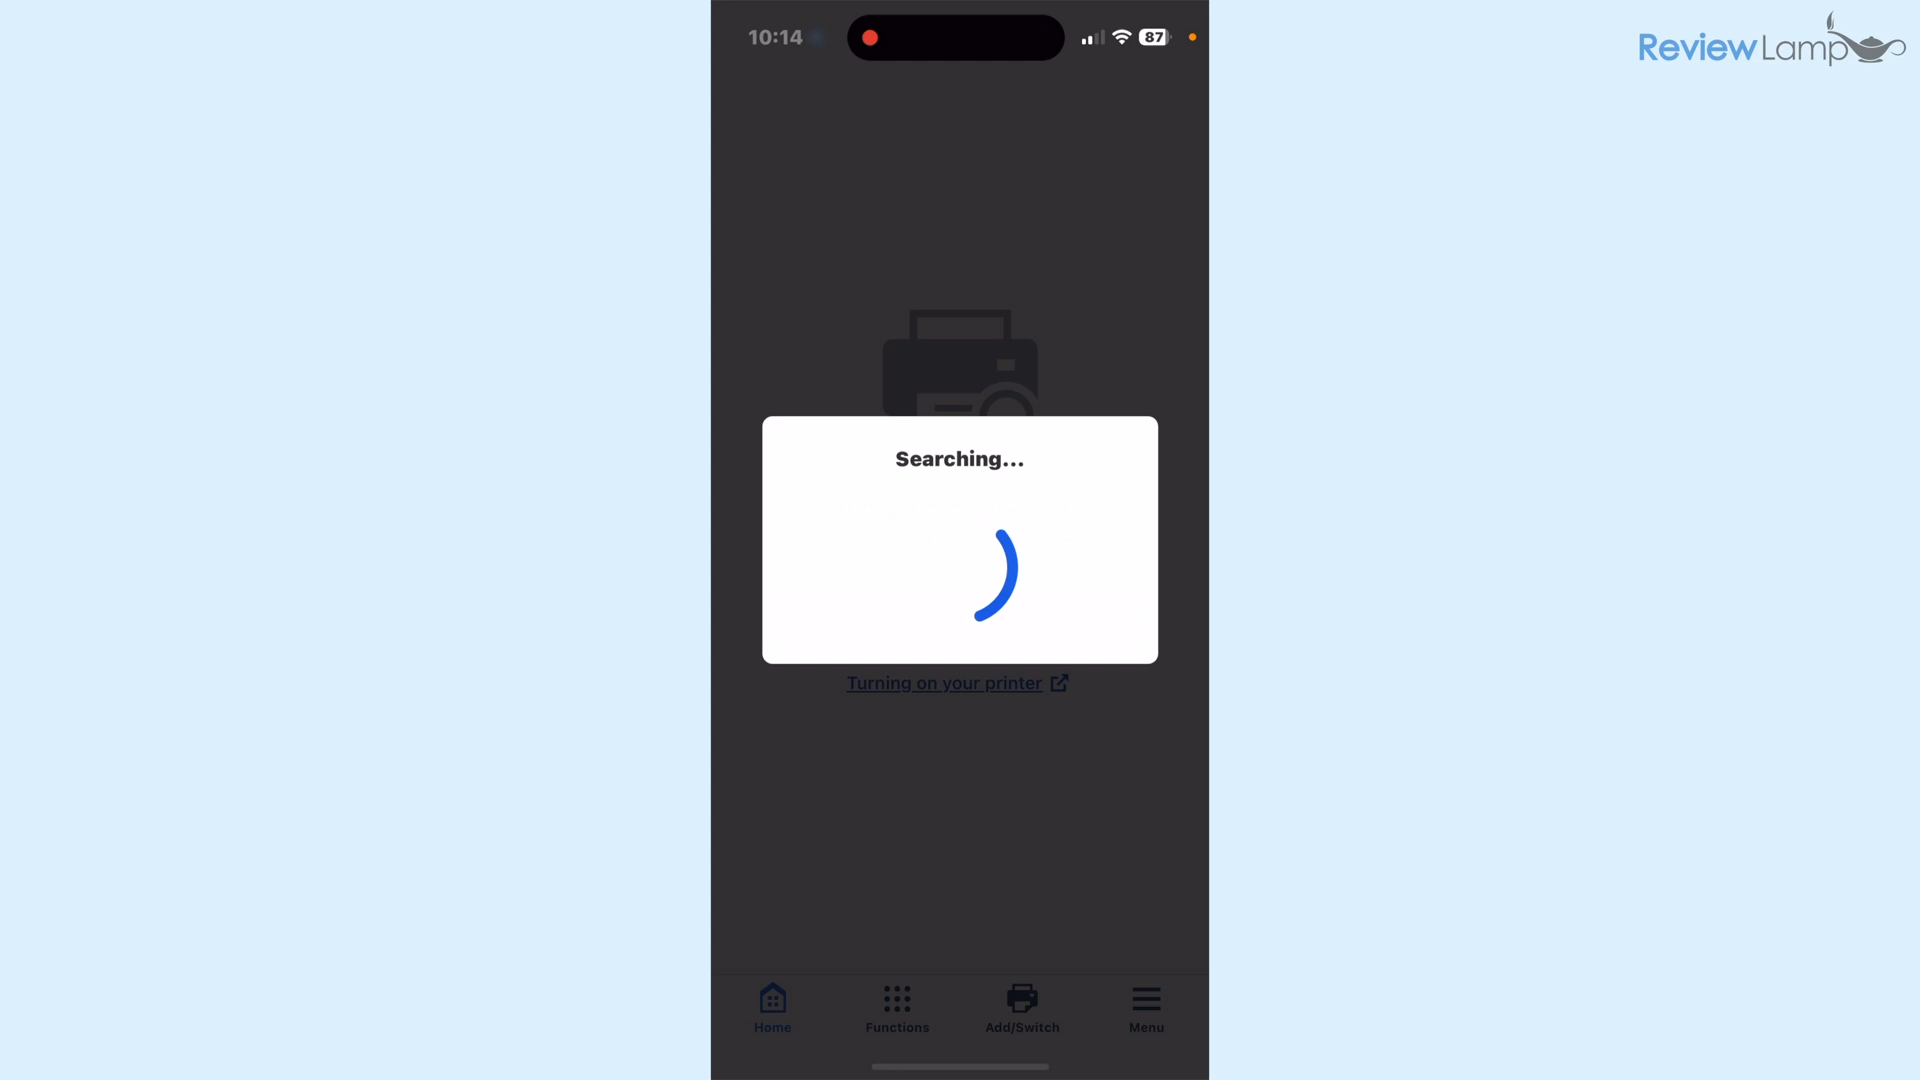 10:14
87
ReviewLamp
Searching...
Turning on your printer
Home
Functions
Add/Switch
Menu